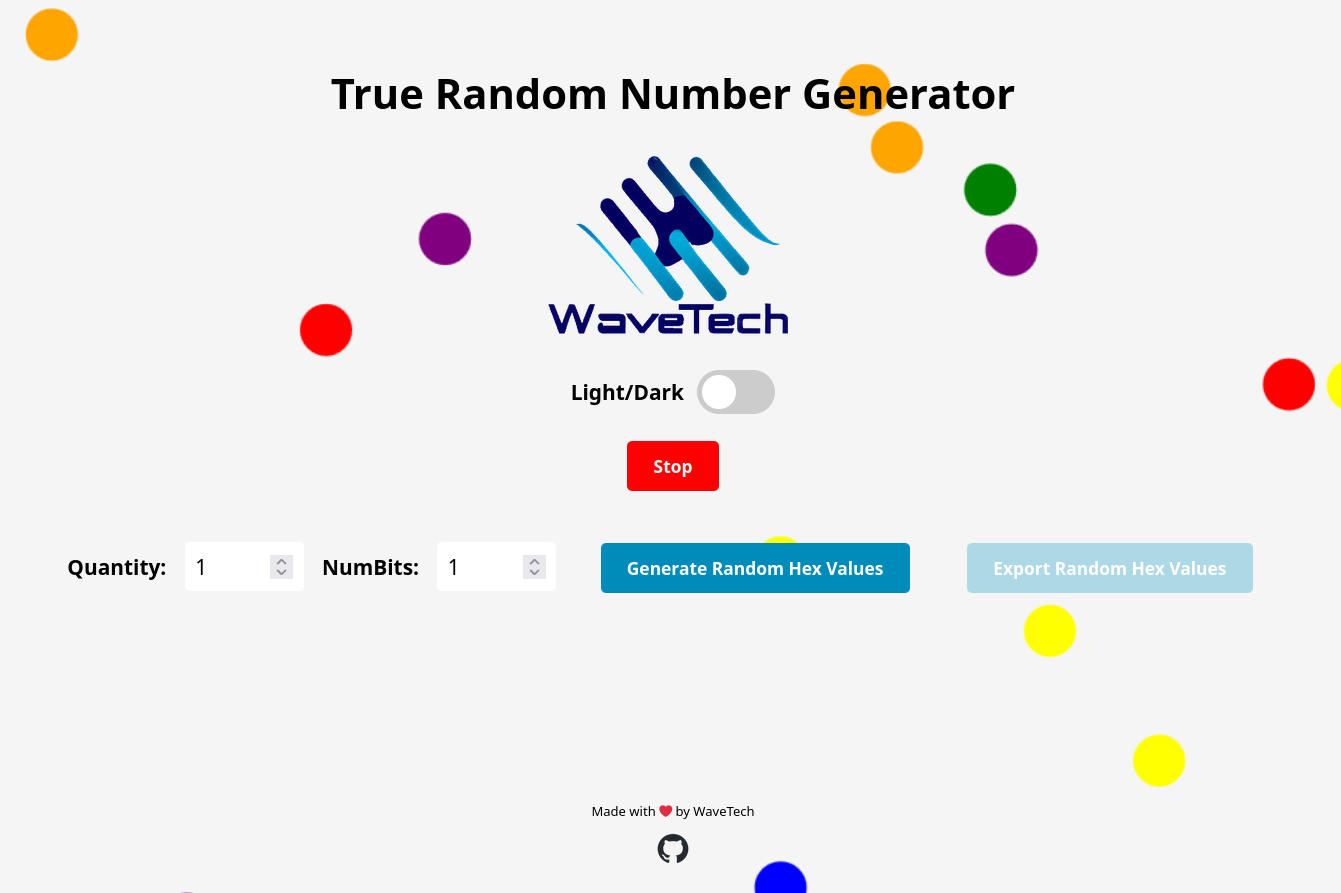 True Random Number Generator
WaveTech
Light/Dark
Stop
Quantity: 1 NumBits: 1 Generate Random Hex Values Export Random Hex Values
Made with ❤ by WaveTech